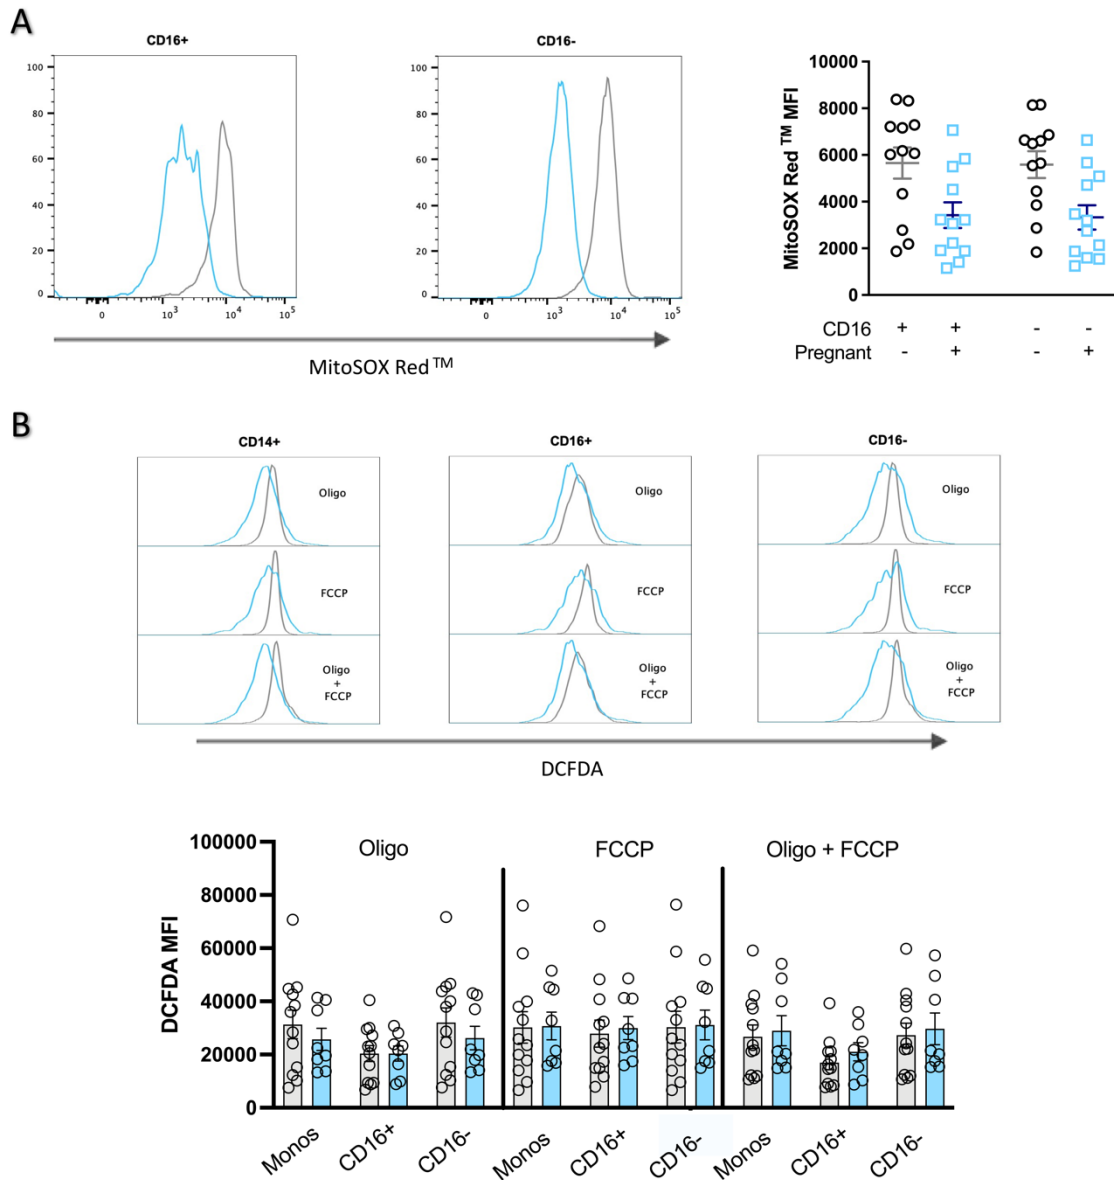 A
CD16+
CD16-
100
80
60
40
20
0
0 10³ 10⁴ 10⁵
100
80
60
40
20
0
0 10³ 10⁴ 10⁵
MitoSOX Red™
MitoSOX Red™ MFI
10000
8000
6000
4000
2000
0
CD16 + + - -
Pregnant - + - +
B
CD14+
CD16+
CD16-
Oligo
FCCP
Oligo
+
FCCP
Oligo
FCCP
Oligo
+
FCCP
Oligo
FCCP
Oligo
+
FCCP
DCFDA
DCFDA MFI
100000
80000
60000
40000
20000
0
Oligo
FCCP
Oligo + FCCP
Monos CD16+ CD16- Monos CD16+ CD16- Monos CD16+ CD16-